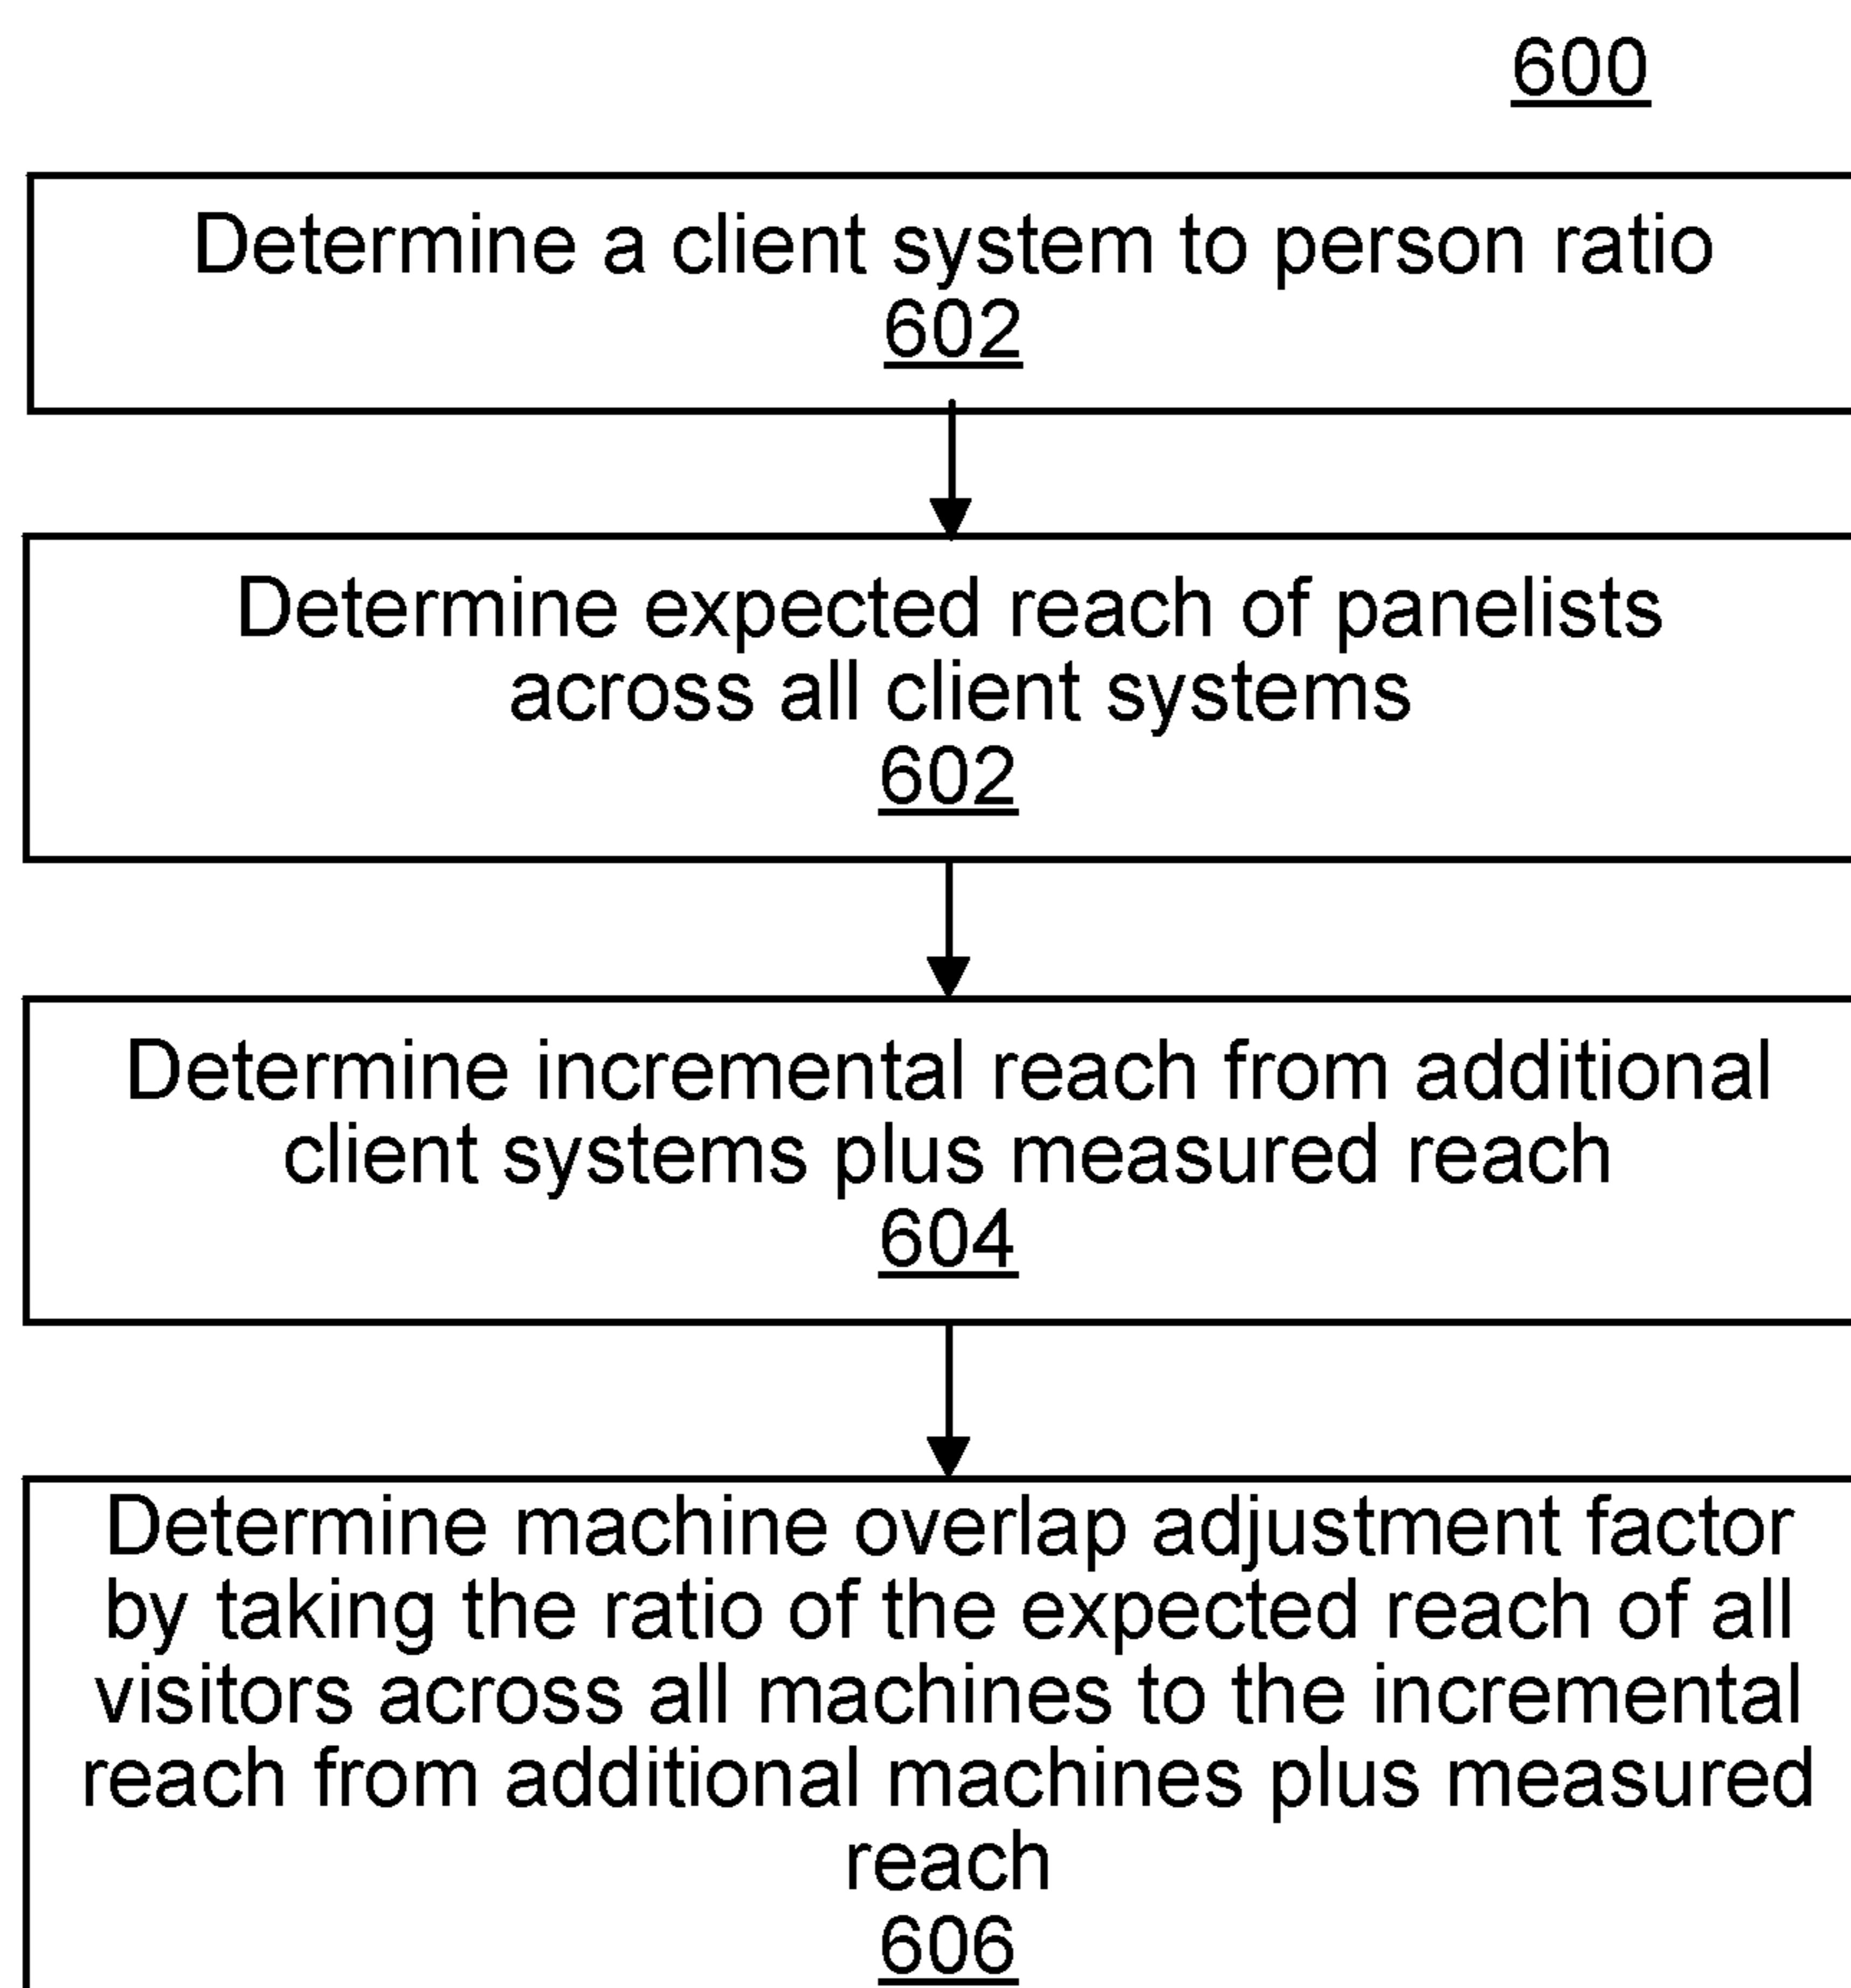 600
Determine a client system to person ratio
602
Determine expected reach of panelists
across all client systems
602
Determine incremental reach from additional
client systems plus measured reach
604
Determine machine overlap adjustment factor
by taking the ratio of the expected reach of all
visitors across all machines to the incremental
reach from additional machines plus measured
reach
606